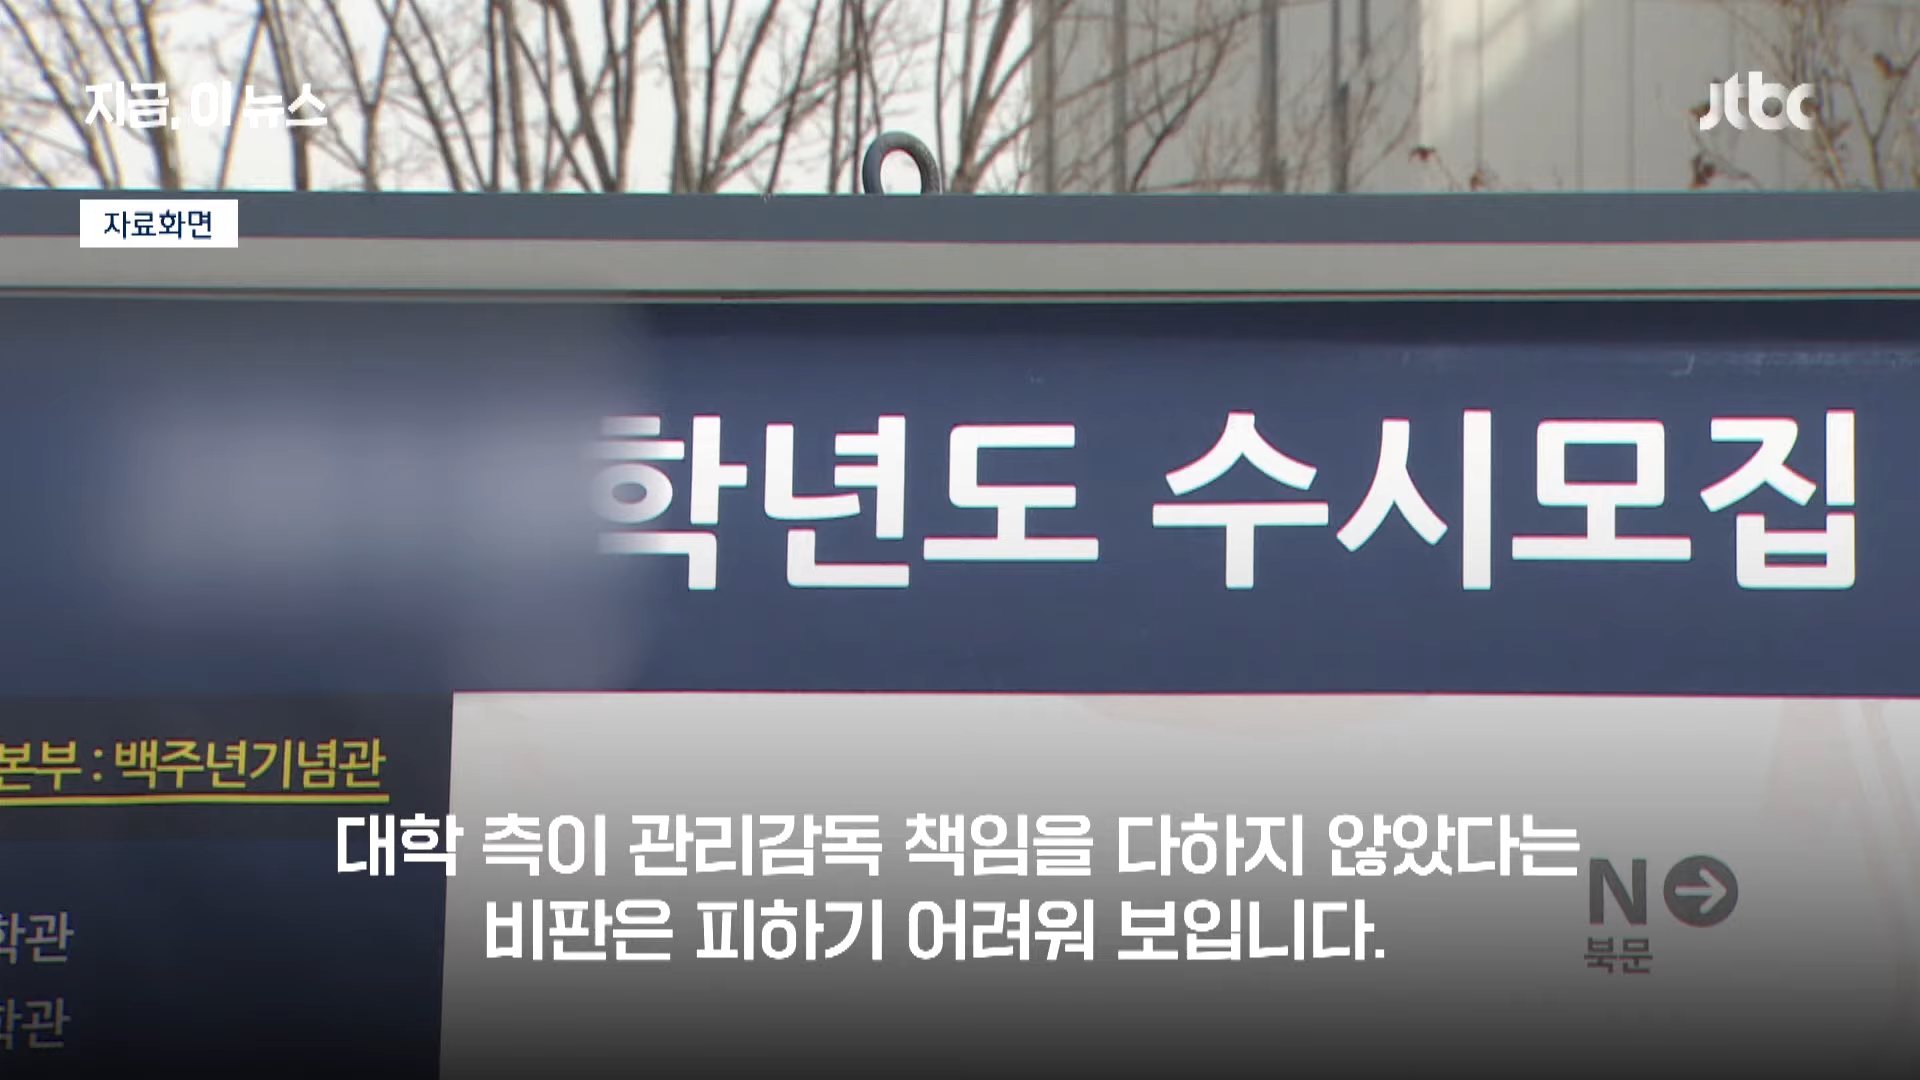 지금, 이 뉴스
jtbc
자료화면
학년도 수시모집
본부 : 백주년기념관
대학 측이 관리감독 책임을 다하지 않았다는
N
비판은 피하기 어려워 보입니다.
북문
학관
학관